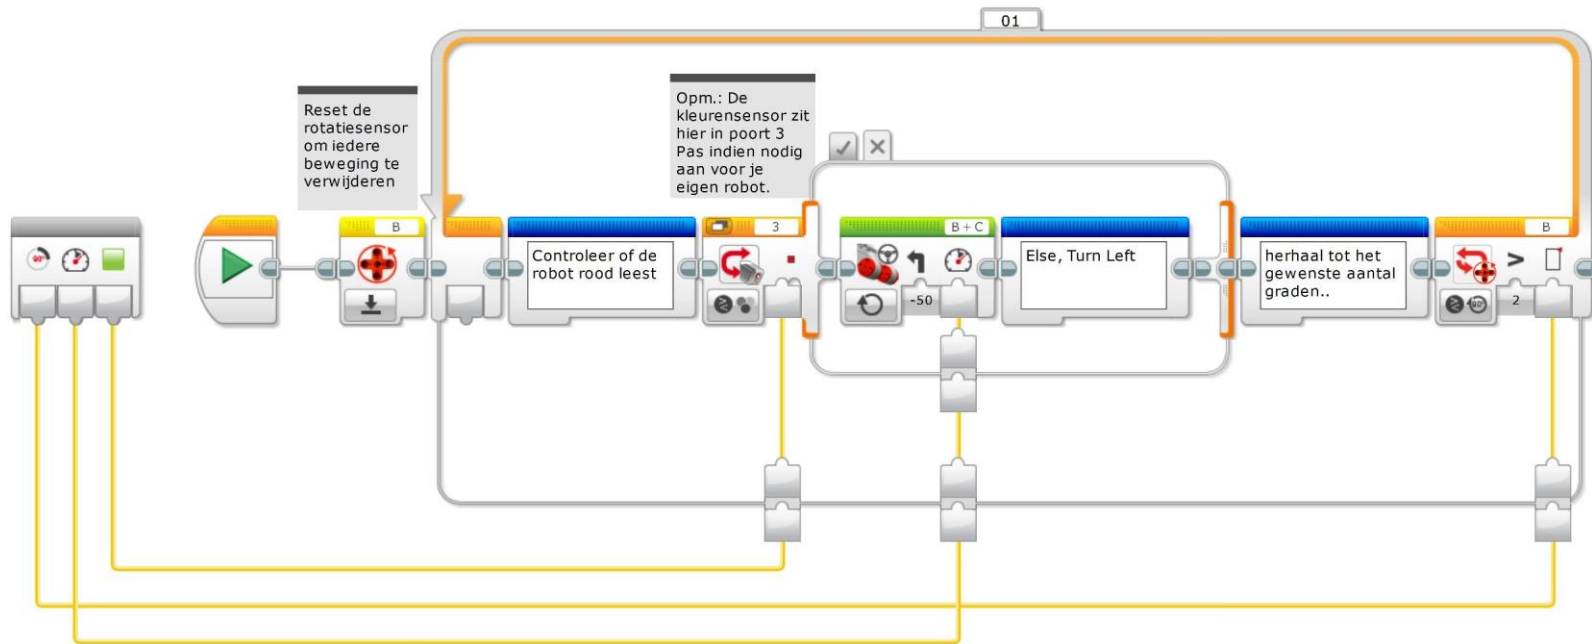 01
Reset de
rotatiesensor
om iedere
beweging te
verwijderen
Opm.: De
kleurensensor zit
hier in poort 3
Pas indien nodig
aan voor je
eigen robot.
90°
B
Controleer of de
robot rood leest
3
B + C
-50
Else, Turn Left
herhaal tot het
gewenste aantal
graden..
B
>
90°
2